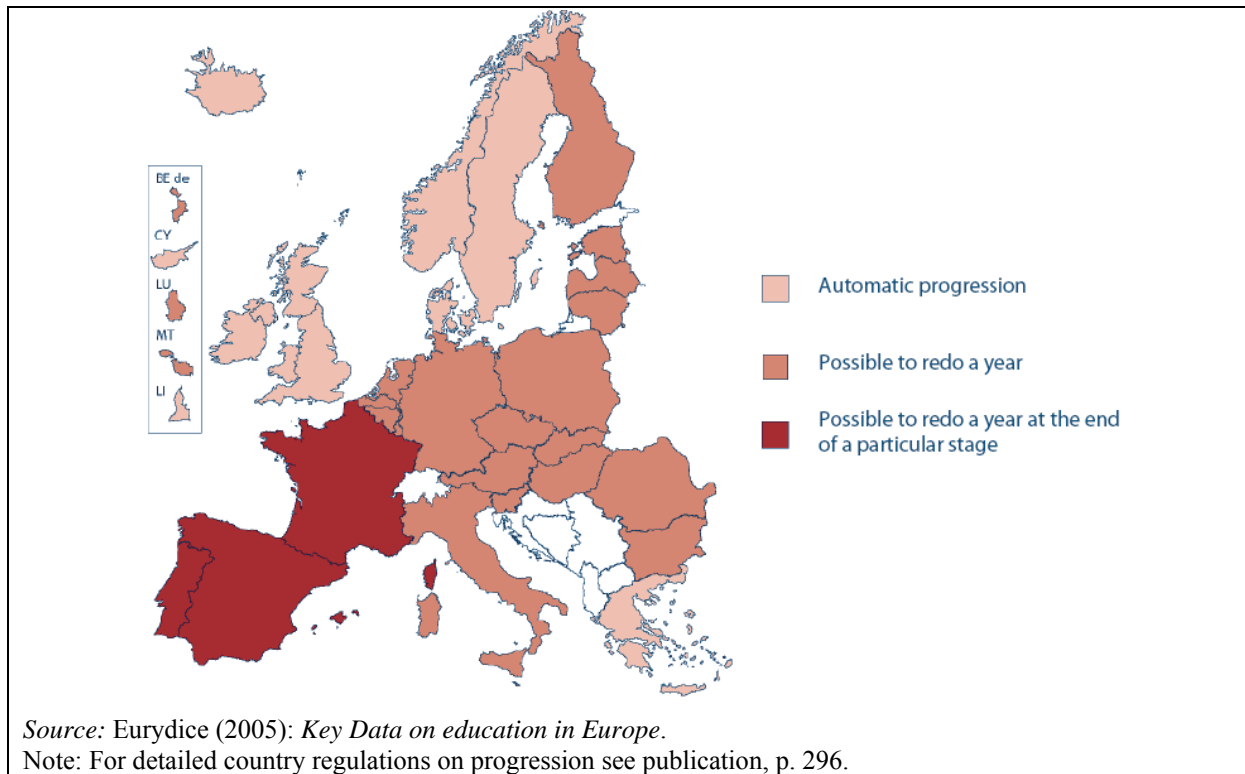 BE de
CY
LU
MT
LI
Automatic progression
Possible to redo a year
Possible to redo a year at the end
of a particular stage
Source: Eurydice (2005): Key Data on education in Europe.
Note: For detailed country regulations on progression see publication, p. 296.